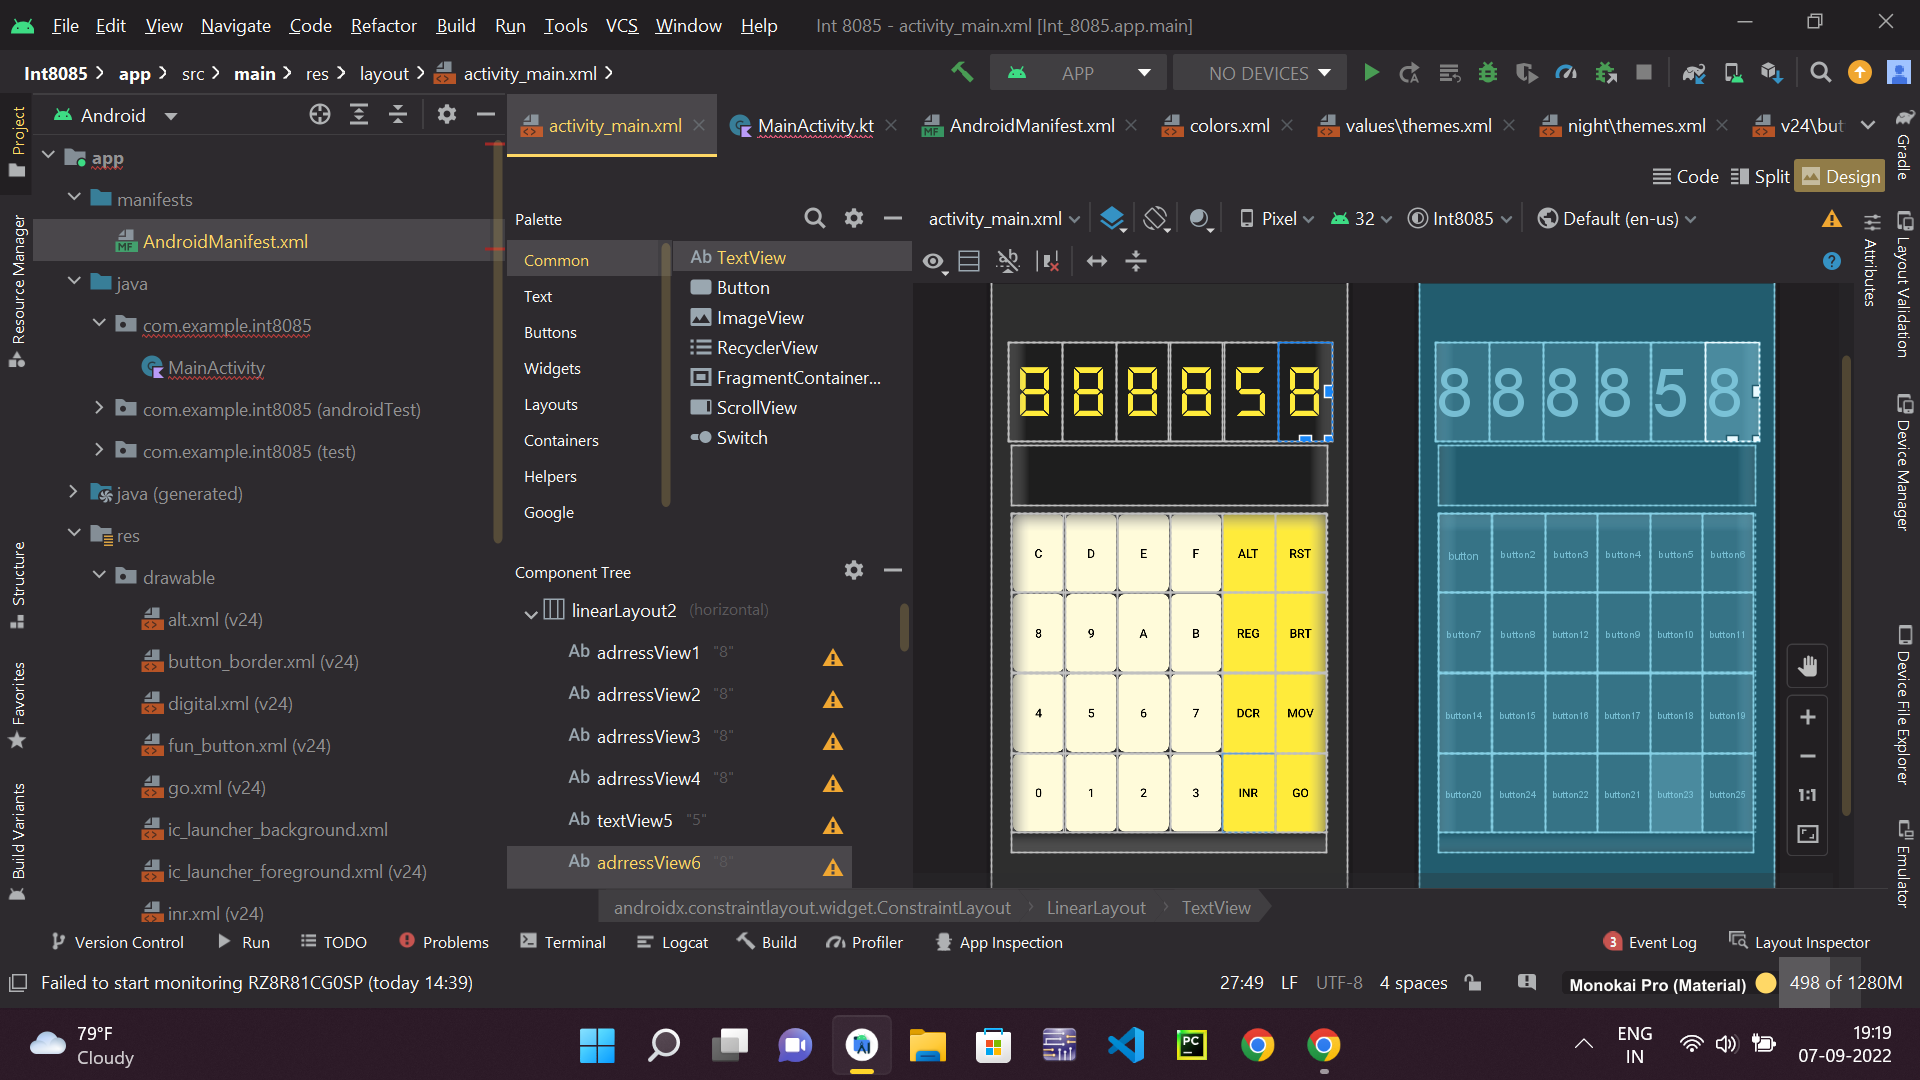 File Edit View Navigate Code Refactor Build Run Tools VCS Window Help Int 8085 - activity_main.xml [Int_8085.app.main]
Int8085 app src main res layout activity_main.xml APP NO DEVICES
Project
Resource Manager
Structure
Favorites
Build Variants
Android
app
manifests
AndroidManifest.xml
java
com.example.int8085
MainActivity
com.example.int8085 (androidTest)
com.example.int8085 (test)
java (generated)
res
drawable
alt.xml (v24)
button_border.xml (v24)
digital.xml (v24)
fun_button.xml (v24)
go.xml (v24)
ic_launcher_background.xml
ic_launcher_foreground.xml (v24)
inr.xml (v24)
activity_main.xml MainActivity.kt AndroidManifest.xml colors.xml values\themes.xml night\themes.xml v24\but
Code Split Design
Palette
Common
Text
Buttons
Widgets
Layouts
Containers
Helpers
Google
Ab TextView
Button
ImageView
RecyclerView
FragmentContainer...
ScrollView
Switch
Component Tree
linearLayout2 (horizontal)
Ab adrressView1 "8"
Ab adrressView2 "8"
Ab adrressView3 "8"
Ab adrressView4 "8"
Ab textView5 "5"
Ab adrressView6 "8"
activity_main.xml Pixel 32 Int8085 Default (en-us)
8 8 8 8 5 8
C D E F ALT RST
8 9 A B REG BRT
4 5 6 7 DCR MOV
0 1 2 3 INR GO
8 8 8 8 5 8
button button2 button3 button4 button5 button6
button7 button8 button12 button9 button10 button11
button14 button15 button16 button17 button18 button19
button20 button24 button22 button21 button23 button25
1:1
Attributes
Gradle
Layout Validation
Device Manager
Device File Explorer
Emulator
androidx.constraintlayout.widget.ConstraintLayout LinearLayout TextView
Version Control Run TODO Problems Terminal Logcat Build Profiler App Inspection 3 Event Log Layout Inspector
Failed to start monitoring RZ8R81CG0SP (today 14:39) 27:49 LF UTF-8 4 spaces Monokai Pro (Material) 498 of 1280M
79°F
Cloudy
PC
ENG
IN
19:19
07-09-2022